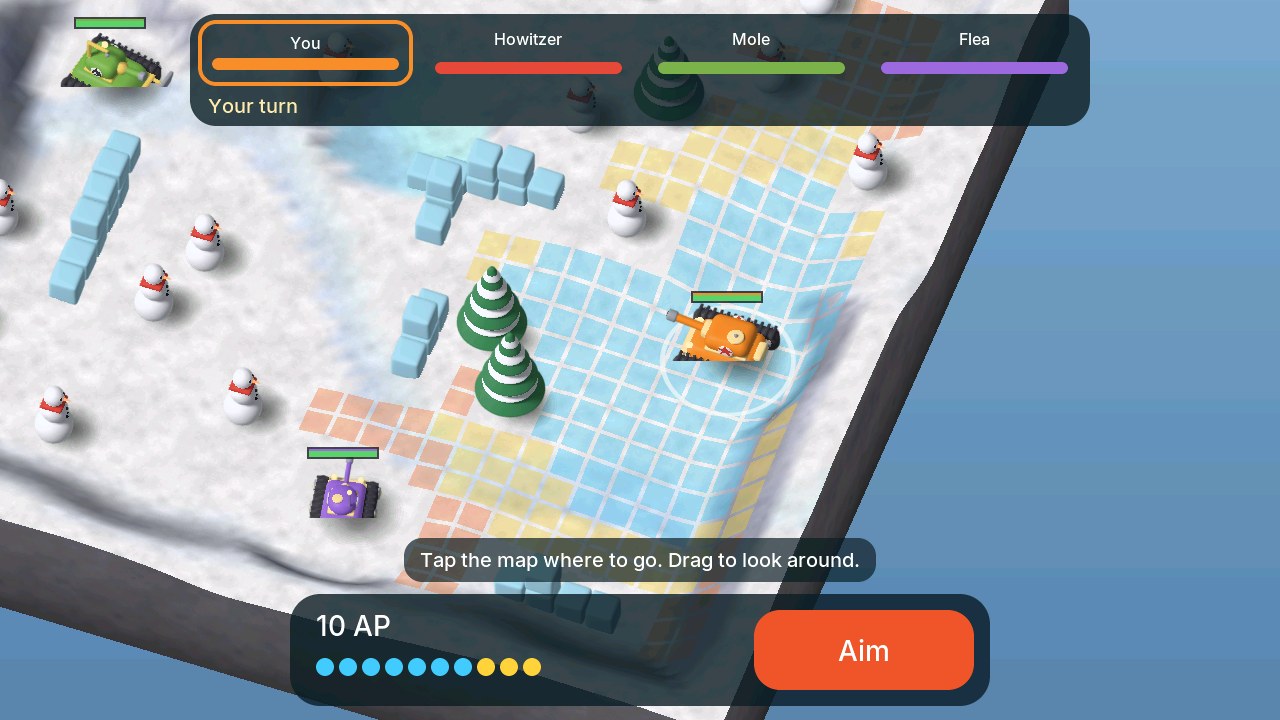 You
Howitzer
Mole
Flea
Your turn
Tap the map where to go. Drag to look around.
10 AP
Aim